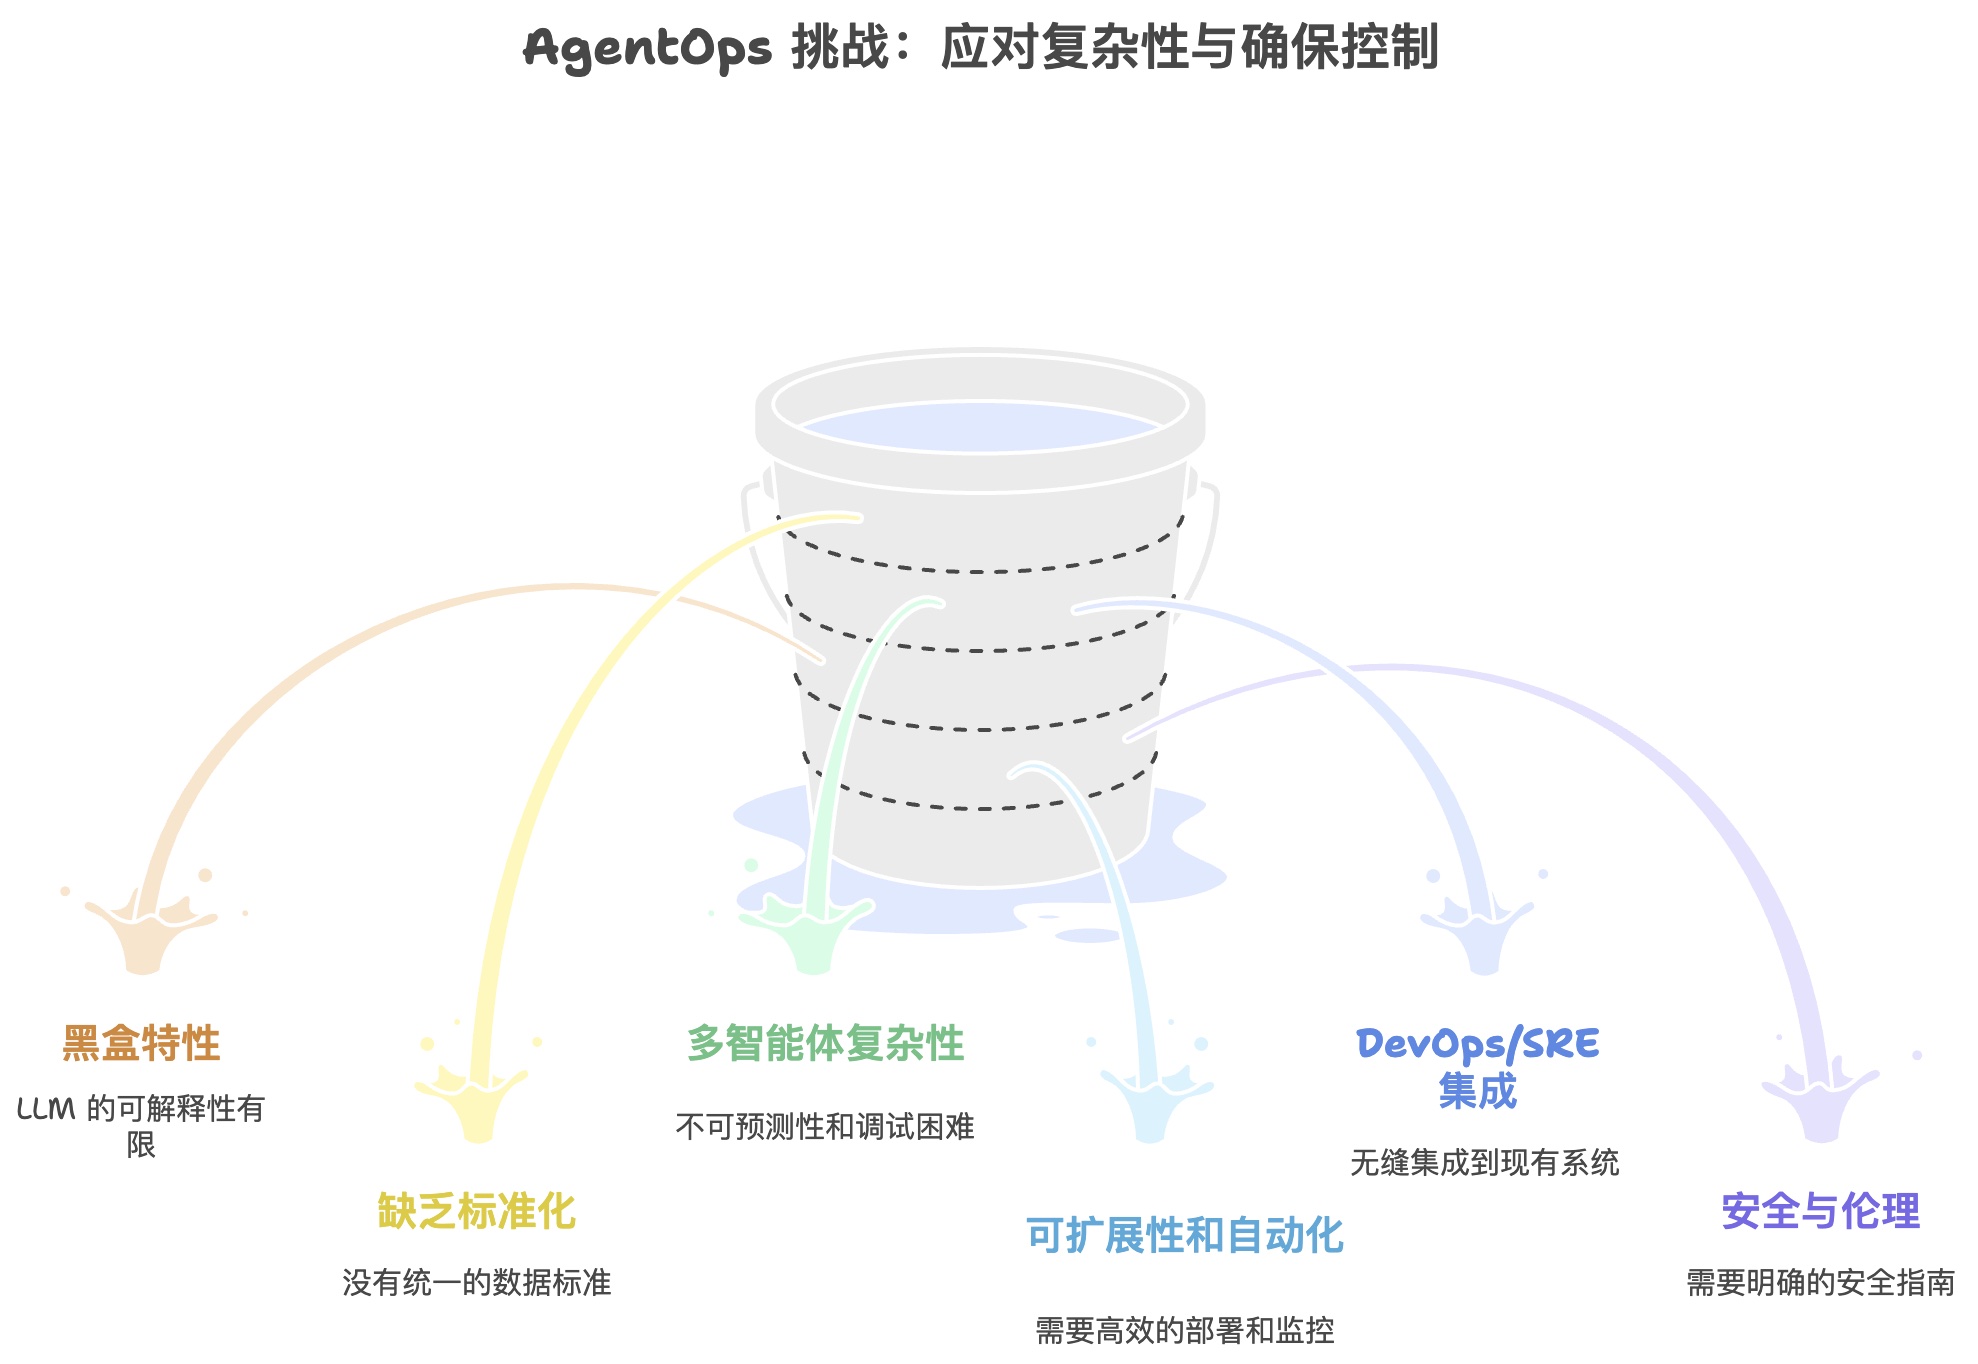 AgentOps 挑战：应对复杂性与确保控制
黑盒特性
LLM 的可解释性有
限
缺乏标准化
没有统一的数据标准
多智能体复杂性
不可预测性和调试困难
可扩展性和自动化
需要高效的部署和监控
DevOps/SRE
集成
无缝集成到现有系统
安全与伦理
需要明确的安全指南